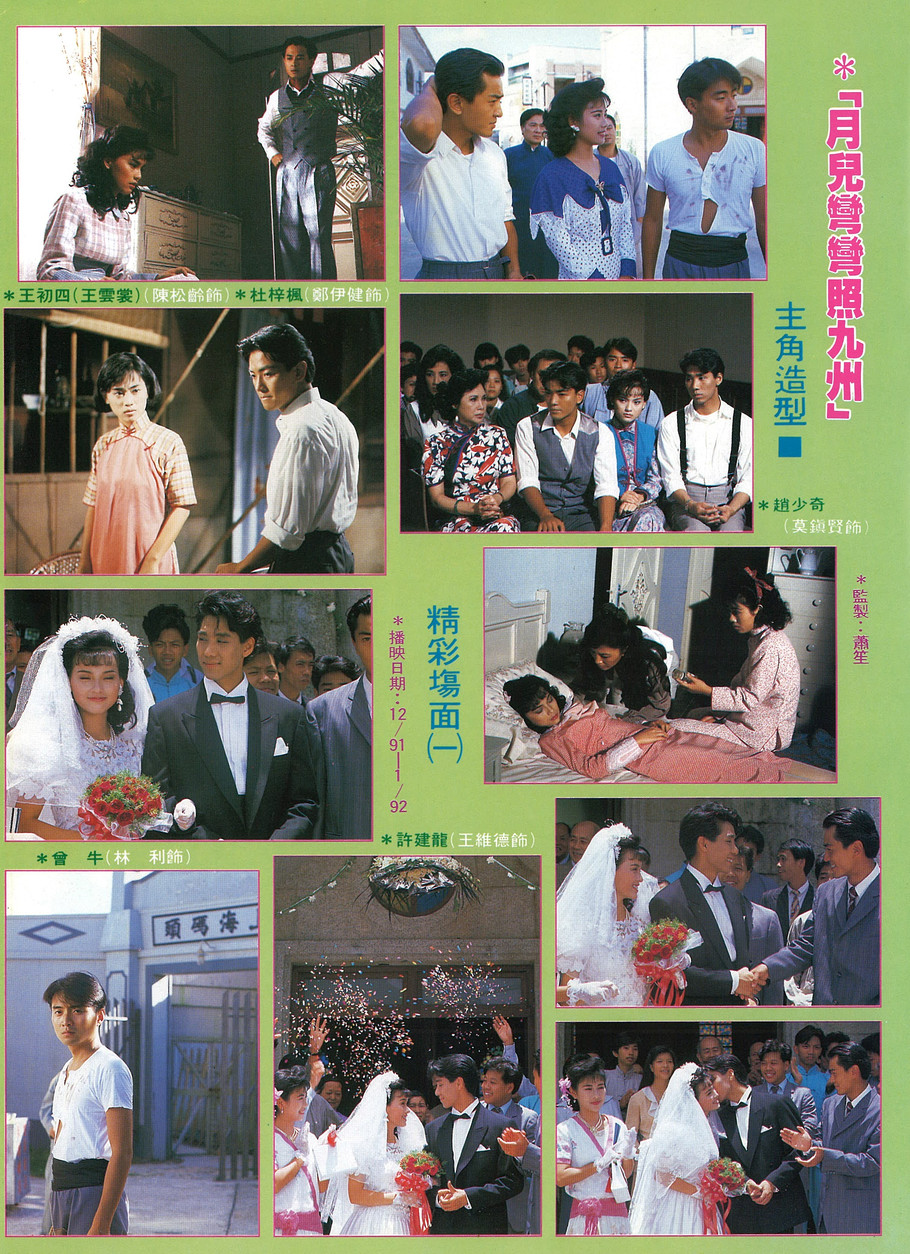 *「月兒彎彎照九州」
主角造型■
*王初四(王雲裳)(陳松齡飾)*杜梓楓(鄭伊健飾)
*趙少奇
(莫鎮賢飾)
*監製：蕭笙
精彩場面(一)
*播映日期：12/91—1/92
*許建龍(王維德飾)
*曾 牛(林 利飾)
頭碼海